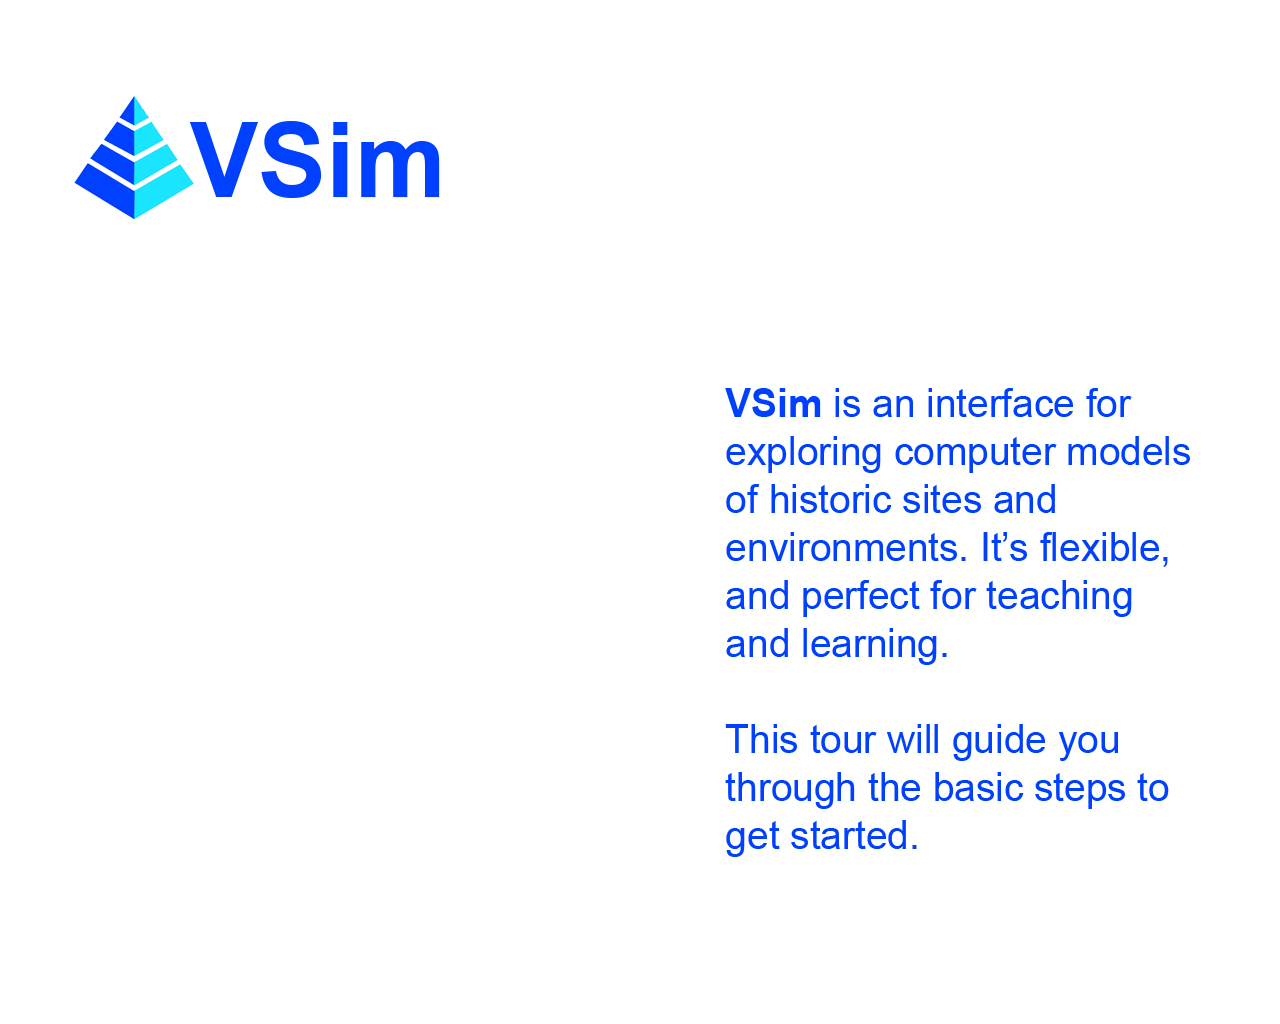 VSim
VSim is an interface for
exploring computer models
of historic sites and
environments. It’s flexible,
and perfect for teaching
and learning.
This tour will guide you
through the basic steps to
get started.